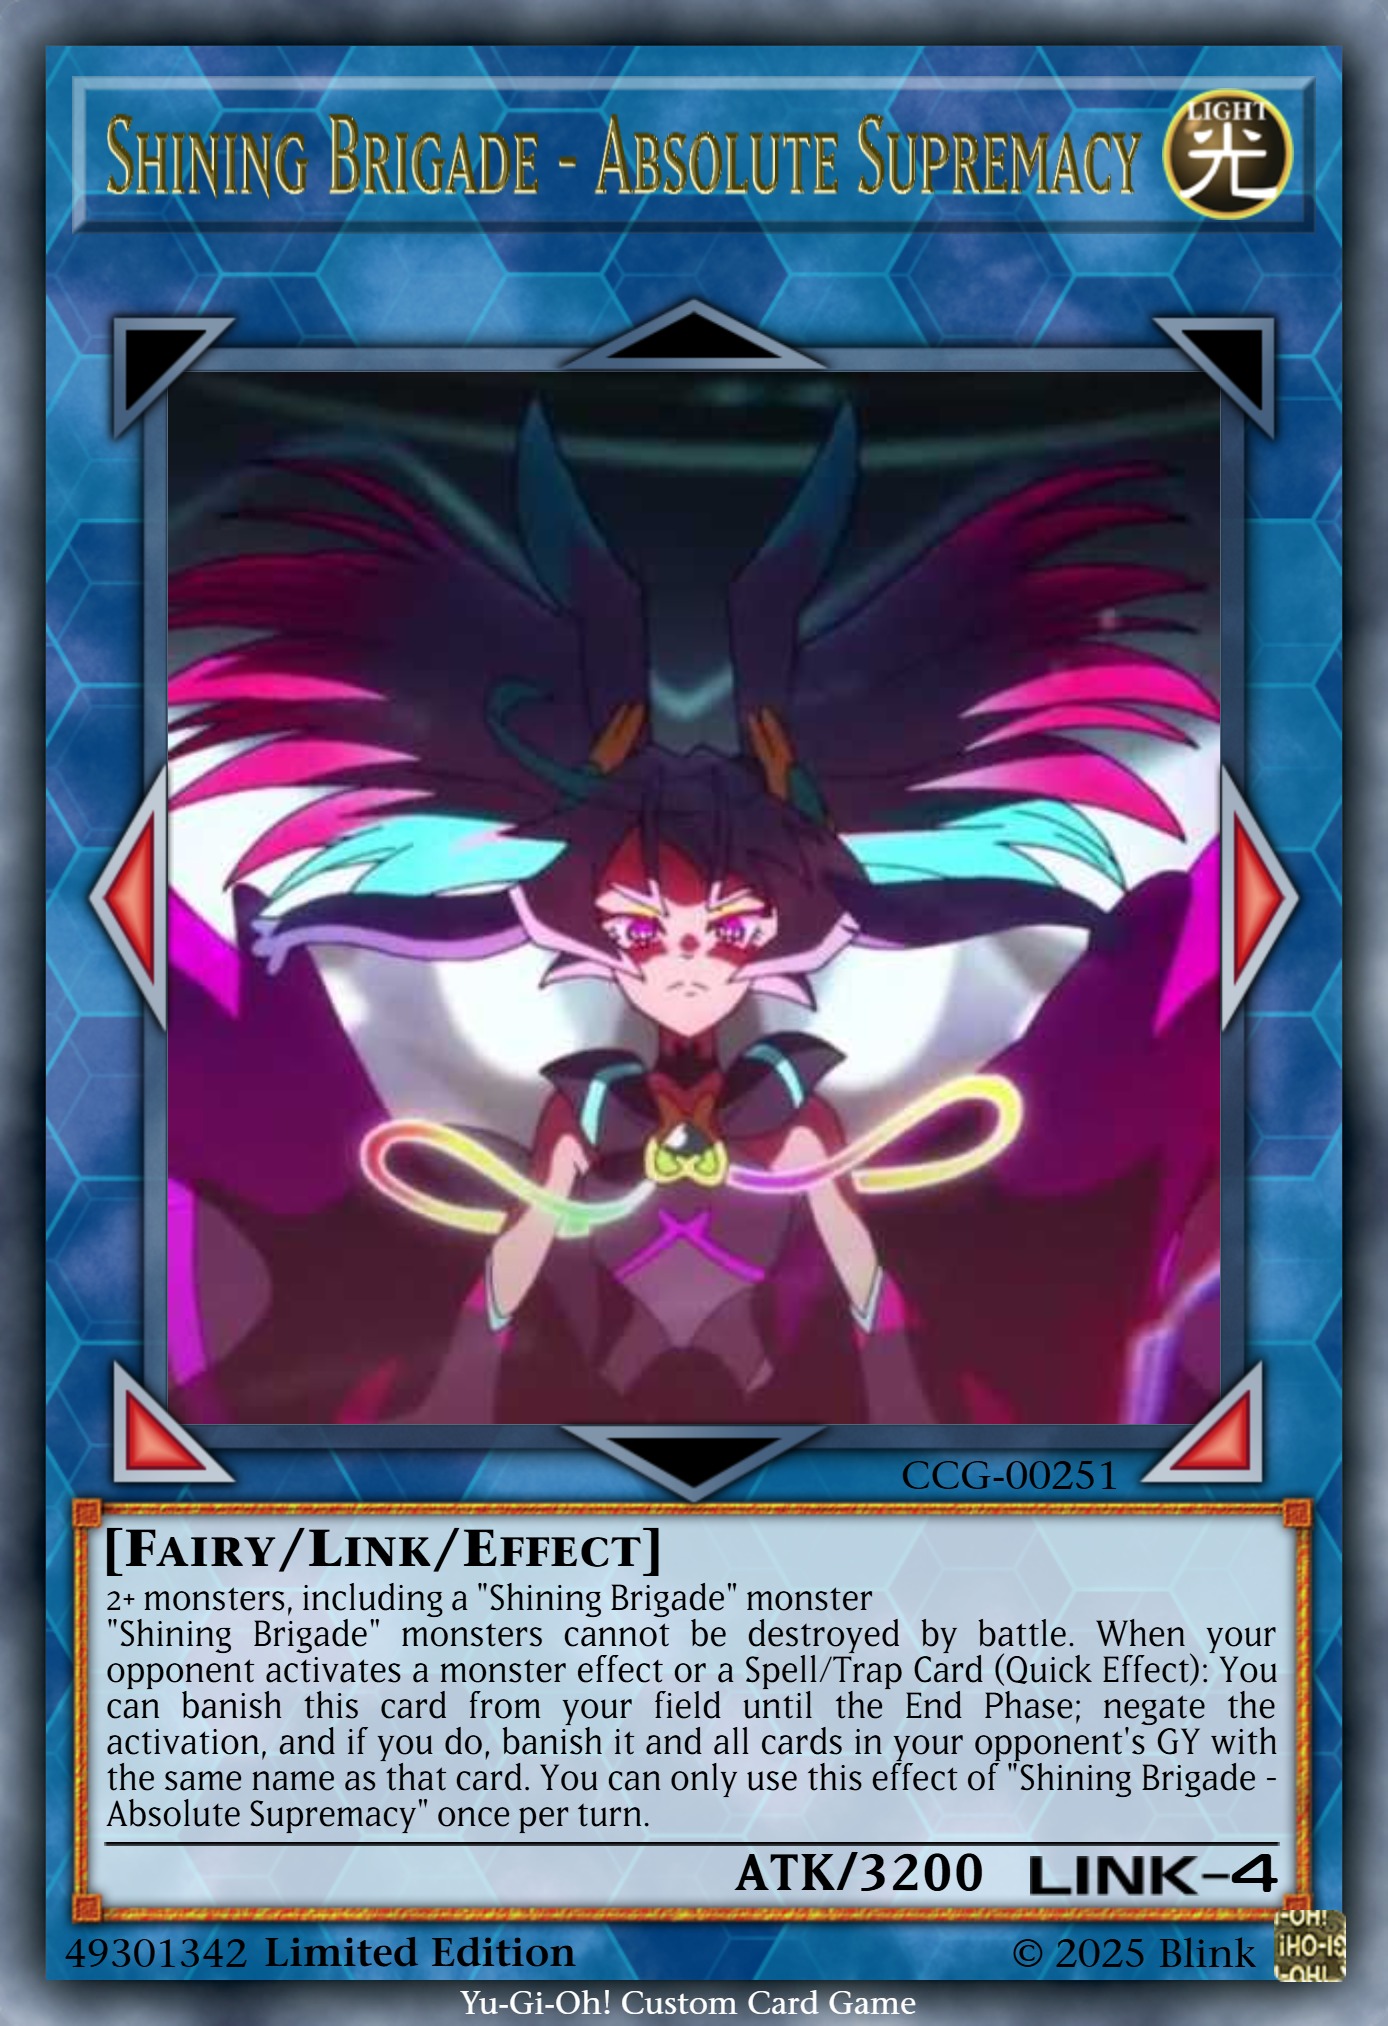 Shining Brigade - Absolute Supremacy
LIGHT
光
CCG-00251
[Fairy/Link/Effect]
2+ monsters, including a "Shining Brigade" monster
"Shining Brigade" monsters cannot be destroyed by battle. When your
opponent activates a monster effect or a Spell/Trap Card (Quick Effect): You
can banish this card from your field until the End Phase; negate the
activation, and if you do, banish it and all cards in your opponent's GY with
the same name as that card. You can only use this effect of "Shining Brigade -
Absolute Supremacy" once per turn.
ATK/3200 LINK-4
49301342 Limited Edition
© 2025 Blink
Yu-Gi-Oh! Custom Card Game